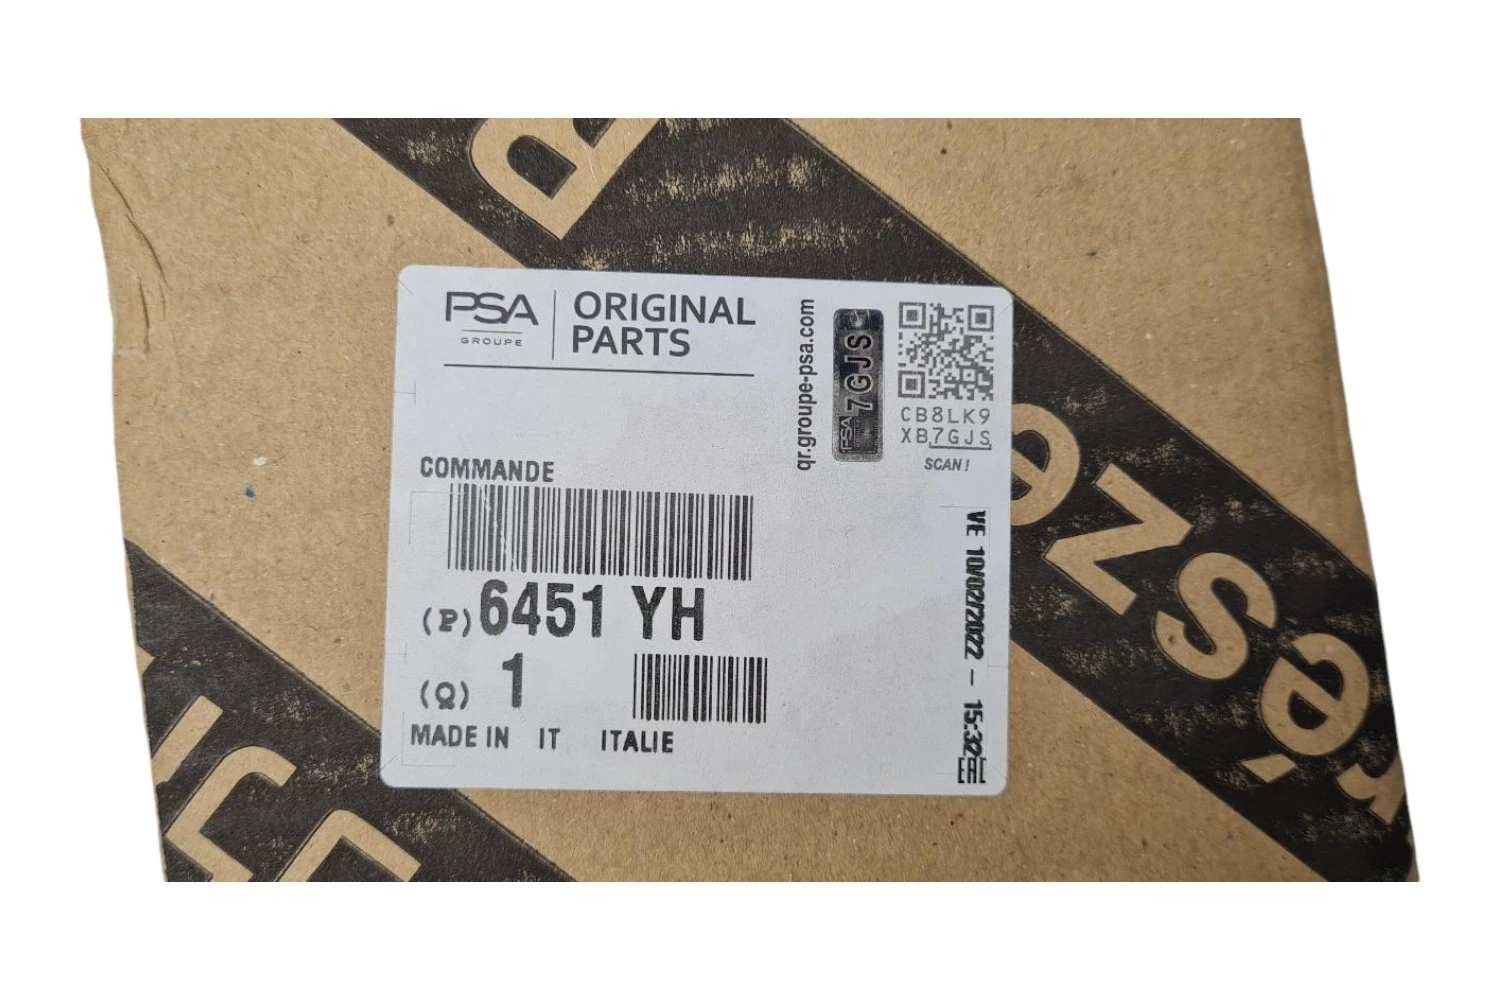 PSA
GROUPE
ORIGINAL
PARTS
qr.groupe-psa.com
PSA
7GJS
CB8LK9
XB7GJS
SCAN!
COMMANDE
(P) 6451 YH
(Q) 1
MADE IN IT ITALIE
VE 10/02/2022 - 15:32
EAC